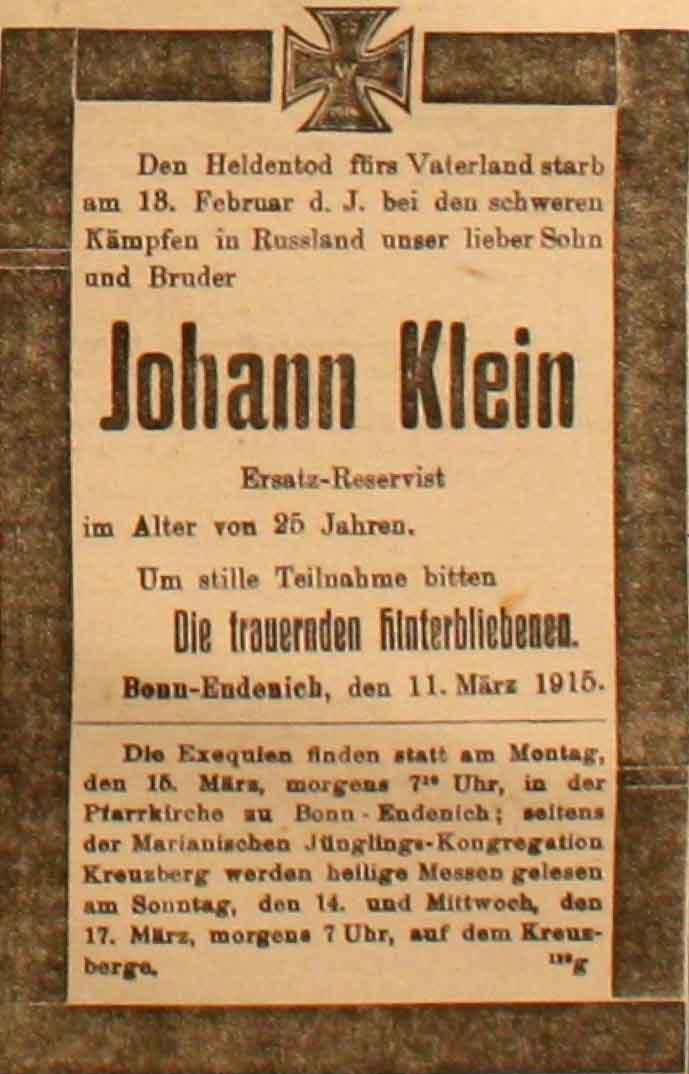 Den Heldentod fürs Vaterland starb
am 18. Februar d. J. bei den schweren
Kämpfen in Russland unser lieber Sohn
und Bruder
Johann Klein
Ersatz-Reservist
im Alter von 25 Jahren.
Um stille Teilnahme bitten
Die trauernden Hinterbliebenen.
Bonn-Endenich, den 11. März 1915.
Die Exequien finden statt am Montag,
den 15. März, morgens Uhr, in der
Pfarrkirche zu Bonn-Endenich; seitens
der Marianischen Jünglings-Kongregation
Kreuzberg werden heilige Messen gelesen
am Sonntag, den 14. und Mittwoch, den
17. März, morgens 7 Uhr, auf dem Kreuz-
berge.